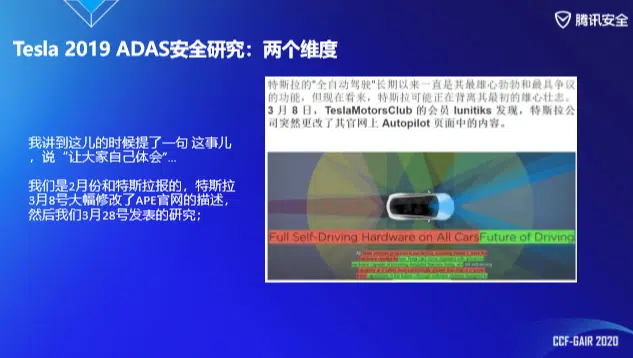 腾讯安全
Tesla 2019 ADAS安全研究：两个维度
特斯拉的“全自动驾驶”长期以来一直是其最雄心勃勃和最具争议
的功能，但现在看来，特斯拉可能正在背离其最初的雄心壮志。
3 月 8 日，TeslaMotorsClub 的会员 lunitiks 发现，特斯拉公
司突然更改了其官网上 Autopilot 页面中的内容。
我讲到这儿的时候提了一句 这事儿
，说“让大家自己体会”...
我们是2月份和特斯拉报的，特斯拉
3月8号大幅修改了APE官网的描述，
然后我们3月28号发表的研究；
Full Self-Driving Hardware on All CarsFuture of Driving
CCF-GAIR 2020